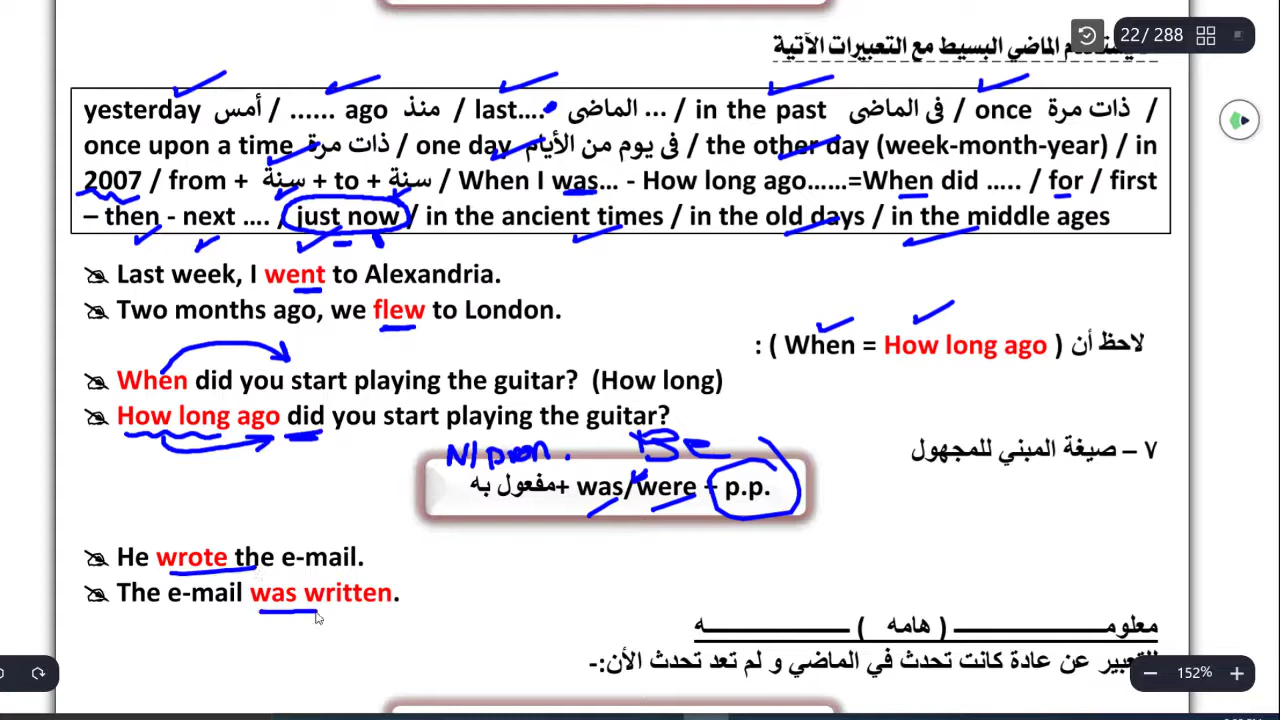 22 / 288
يستخدم الماضي البسيط مع التعبيرات الآتية
yesterday أمس / ...... ago منذ / last.... الماضى ... / in the past فى الماضى / once ذات مرة /
once upon a time ذات مرة / one day فى يوم من الأيام / the other day (week-month-year) / in
2007 / from + سنة + to + سنة / When I was... - How long ago......=When did ..... / for / first
– then - next .... / just now / in the ancient times / in the old days / in the middle ages
Last week, I went to Alexandria.
Two months ago, we flew to London.
لاحظ أن ( When = How long ago ) :
When did you start playing the guitar? (How long)
How long ago did you start playing the guitar?
N/pron. Be
٧ – صيغة المبني للمجهول
مفعول به+ was/were + p.p.
He wrote the e-mail.
The e-mail was written.
معلومـــــــــــــــــــ ( هامه ) ـــــــــــــــــــه
للتعبير عن عادة كانت تحدث في الماضي و لم تعد تحدث الأن:-
152%